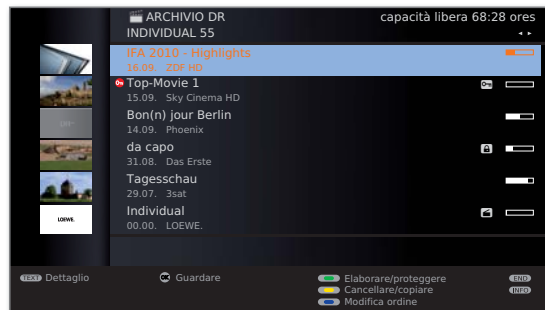 ARCHIVIO DR capacità libera 68:28 ores
INDIVIDUAL 55
IFA 2010 - Highlights
16.09. ZDF HD
Top-Movie 1
15.09. Sky Cinema HD
Bon(n) jour Berlin
14.09. Phoenix
da capo
31.08. Das Erste
Tagesschau
29.07. 3sat
Individual
00.00. LOEWE.
LOEWE.
TEXT Dettaglio OK Guardare Elaborare/proteggere END
Cancellare/copiare INFO
Modifica ordine